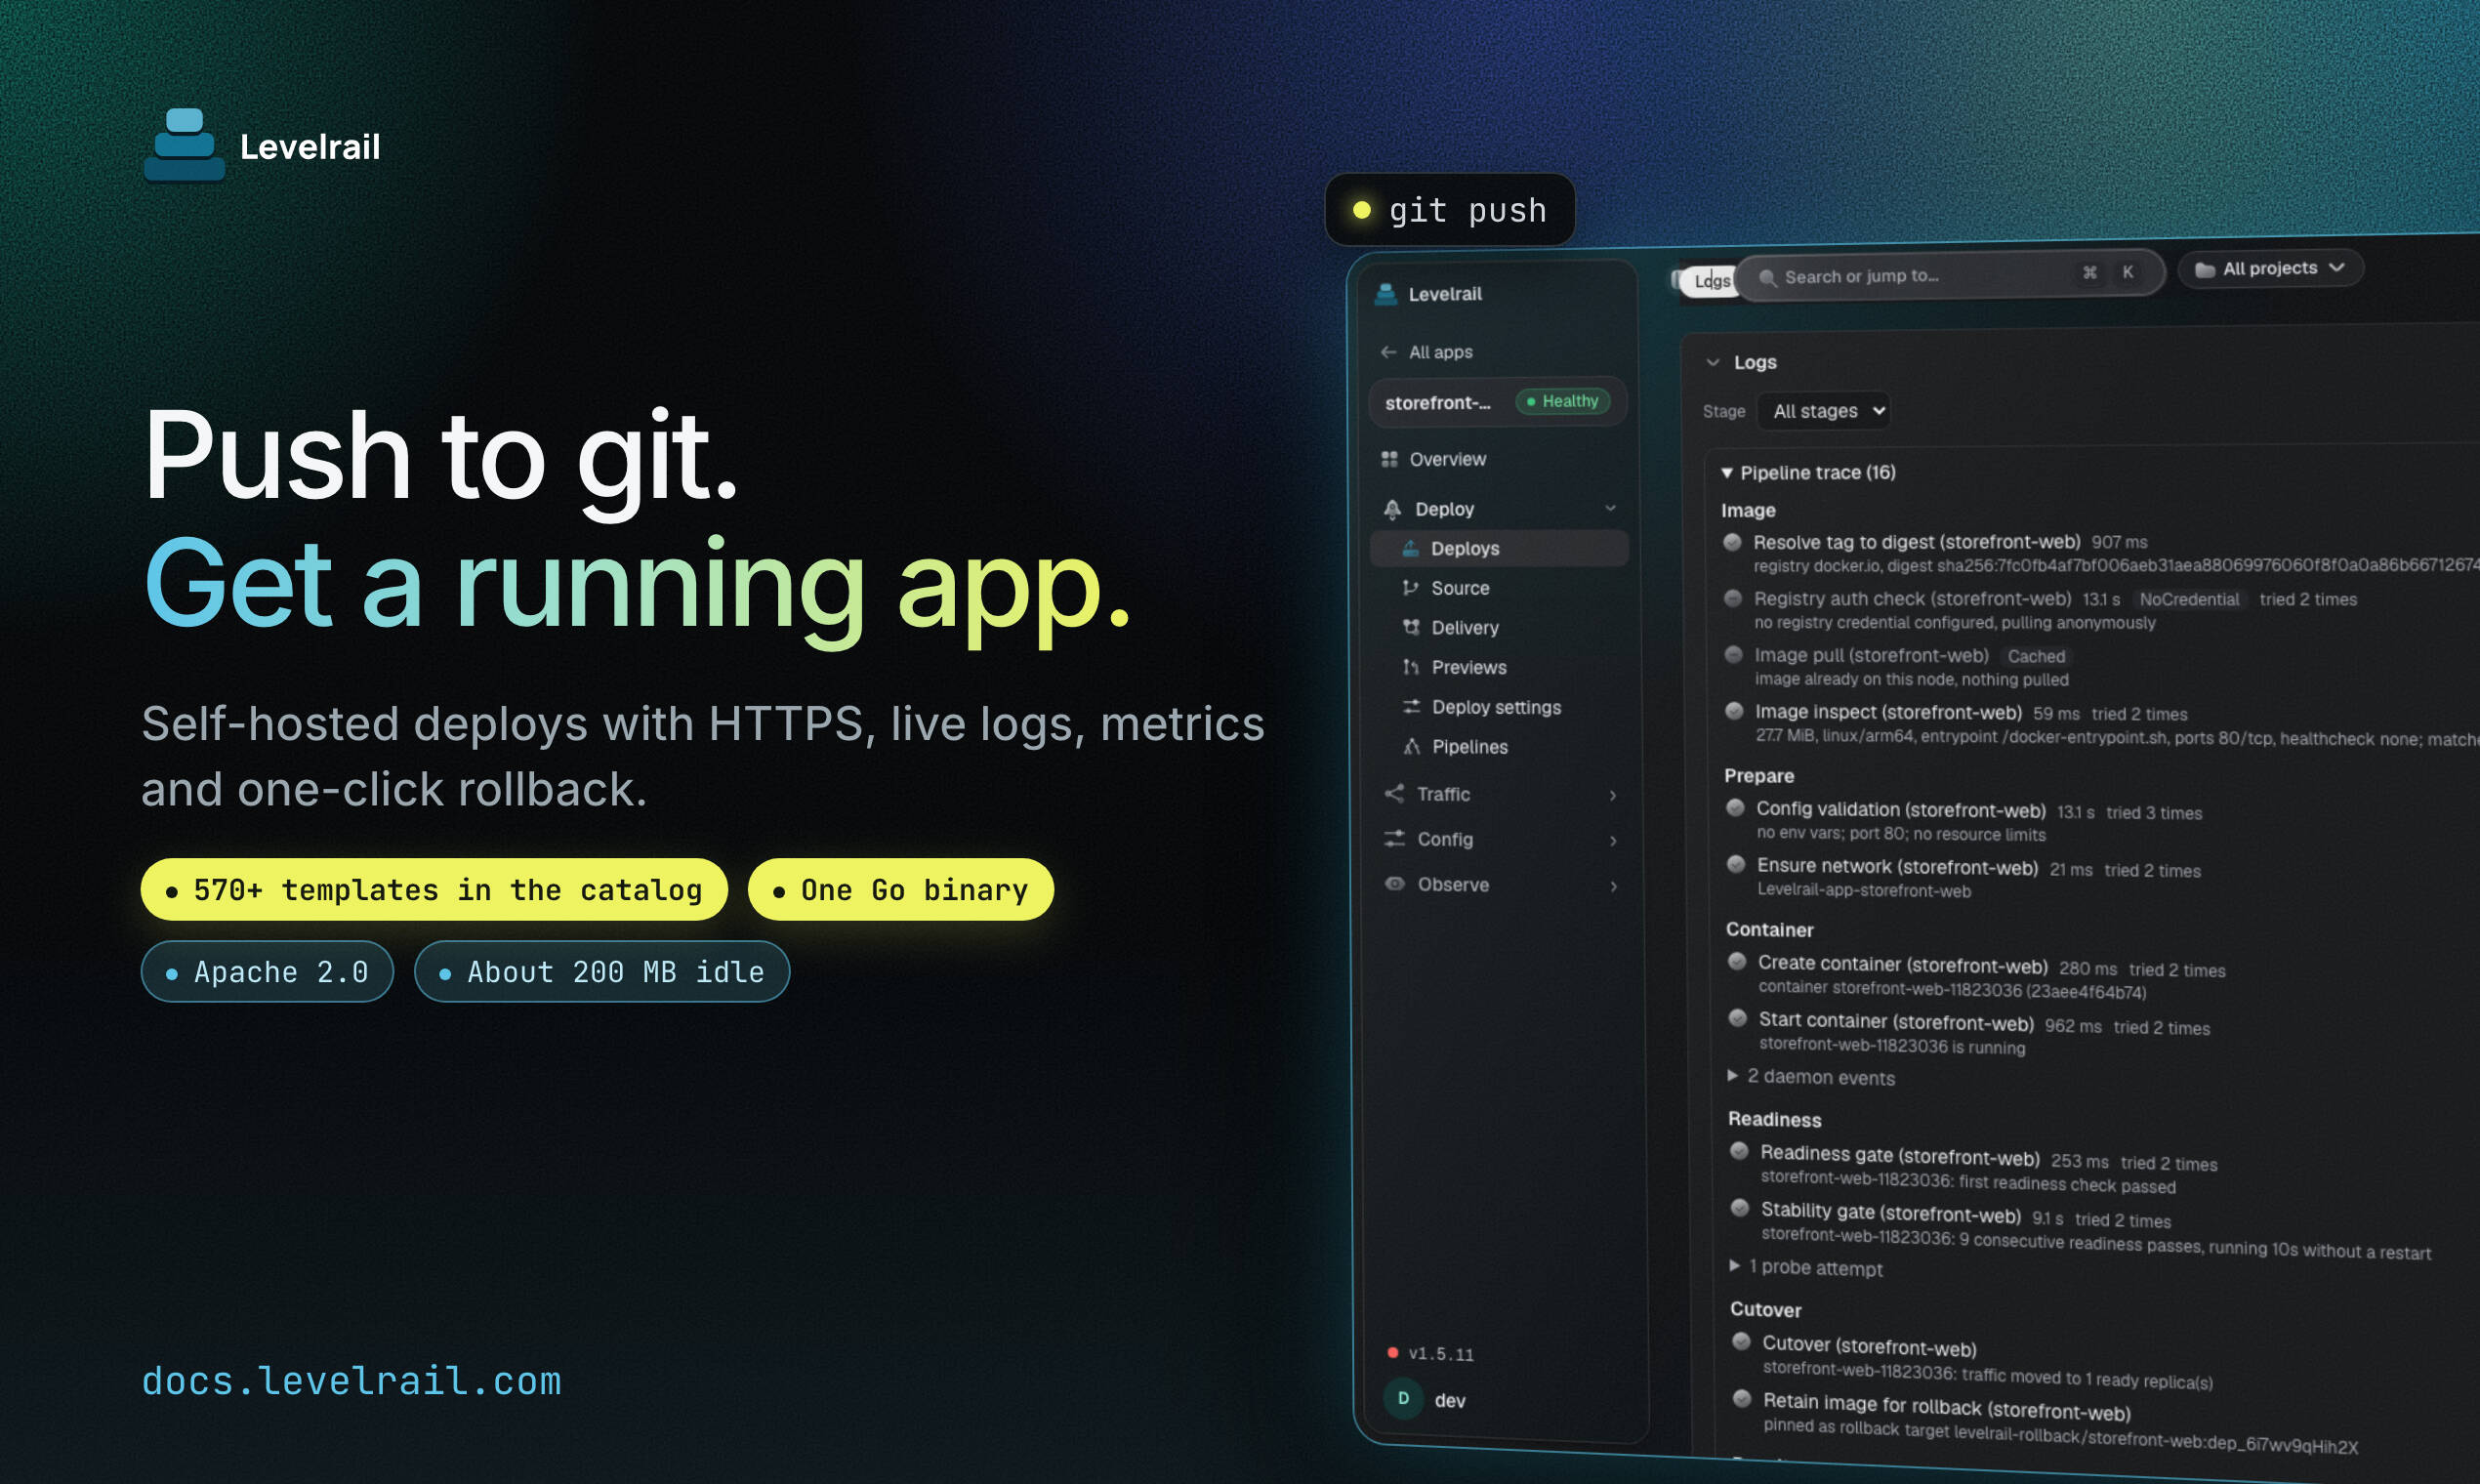 Levelrail
Push to git.
Get a running app.
Self-hosted deploys with HTTPS, live logs, metrics
and one-click rollback.
570+ templates in the catalog
One Go binary
Apache 2.0
About 200 MB idle
docs.levelrail.com
git push
Levelrail
All apps
storefront-...
Healthy
Overview
Deploy
Deploys
Source
Delivery
Previews
Deploy settings
Pipelines
Traffic
Config
Observe
v1.5.11
D
dev
Logs
Search or jump to...
⌘ K
All projects
Logs
Stage All stages
Pipeline trace (16)
Image
Resolve tag to digest (storefront-web) 907 ms
registry docker.io, digest
Registry auth check (storefront-web) 13.1 s NoCredential tried 2 times
no registry credential configured, pulling anonymously
Image pull (storefront-web) Cached
image already on this node, nothing pulled
Image inspect (storefront-web) 59 ms tried 2 times
27.7 MiB, linux/arm64, entrypoint /docker-entrypoint.sh, ports 80/tcp, healthcheck none;
Prepare
Config validation (storefront-web) 13.1 s tried 3 times
no env vars; port 80; no resource limits
Ensure network (storefront-web) 21 ms tried 2 times
Levelrail-app-storefront-web
Container
Create container (storefront-web) 280 ms tried 2 times
container storefront-web-11823036 (23aee4f64b74)
Start container (storefront-web) 962 ms tried 2 times
storefront-web-11823036 is running
2 daemon events
Readiness
Readiness gate (storefront-web) 253 ms tried 2 times
storefront-web-11823036: first readiness check passed
Stability gate (storefront-web) 9.1 s tried 2 times
storefront-web-11823036: 9 consecutive readiness passes, running 10s without a restart
1 probe attempt
Cutover
Cutover (storefront-web)
storefront-web-11823036: traffic moved to 1 ready replica(s)
Retain image for rollback (storefront-web)
pinned as rollback target levelrail-rollback/storefront-web:dep_6i7wv9qHih2X